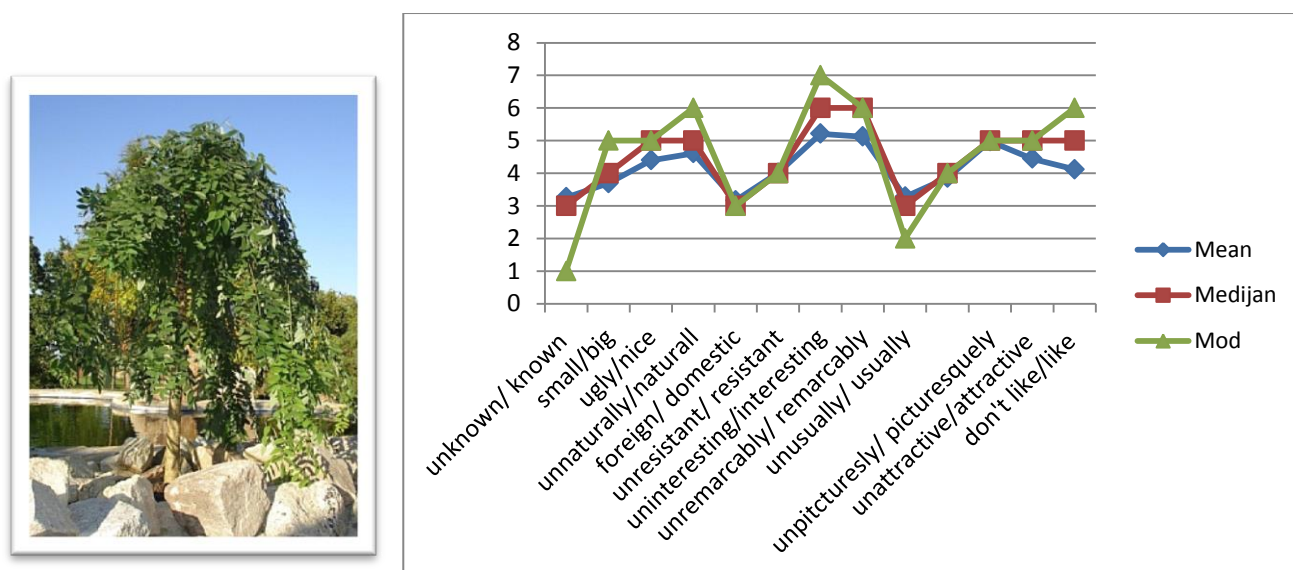 8
7
6
5
4
3
2
1
0
unknown/ known
small/big
ugly/nice
unnaturally/naturall
foreign/ domestic
unresistant/ resistant
uninteresting/interesting
unremarcably/ remarcably
unusually/ usually
unpitcturesly/ picturesquely
unattractive/attractive
don't like/like
Mean
Medijan
Mod